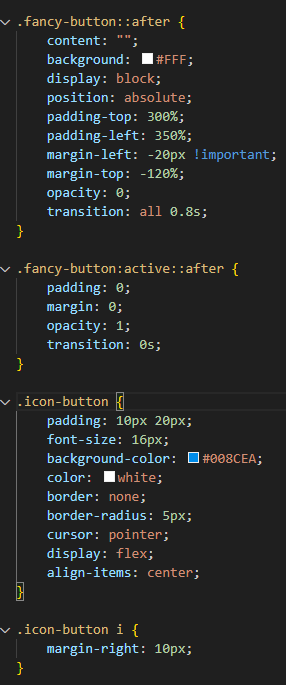 .fancy-button::after {
content: "";
background: #FFF;
display: block;
position: absolute;
padding-top: 300%;
padding-left: 350%;
margin-left: -20px !important;
margin-top: -120%;
opacity: 0;
transition: all 0.8s;
}
.fancy-button:active::after {
padding: 0;
margin: 0;
opacity: 1;
transition: 0s;
}
.icon-button {
padding: 10px 20px;
font-size: 16px;
background-color: #008CEA;
color: white;
border: none;
border-radius: 5px;
cursor: pointer;
display: flex;
align-items: center;
}
.icon-button i {
margin-right: 10px;
}